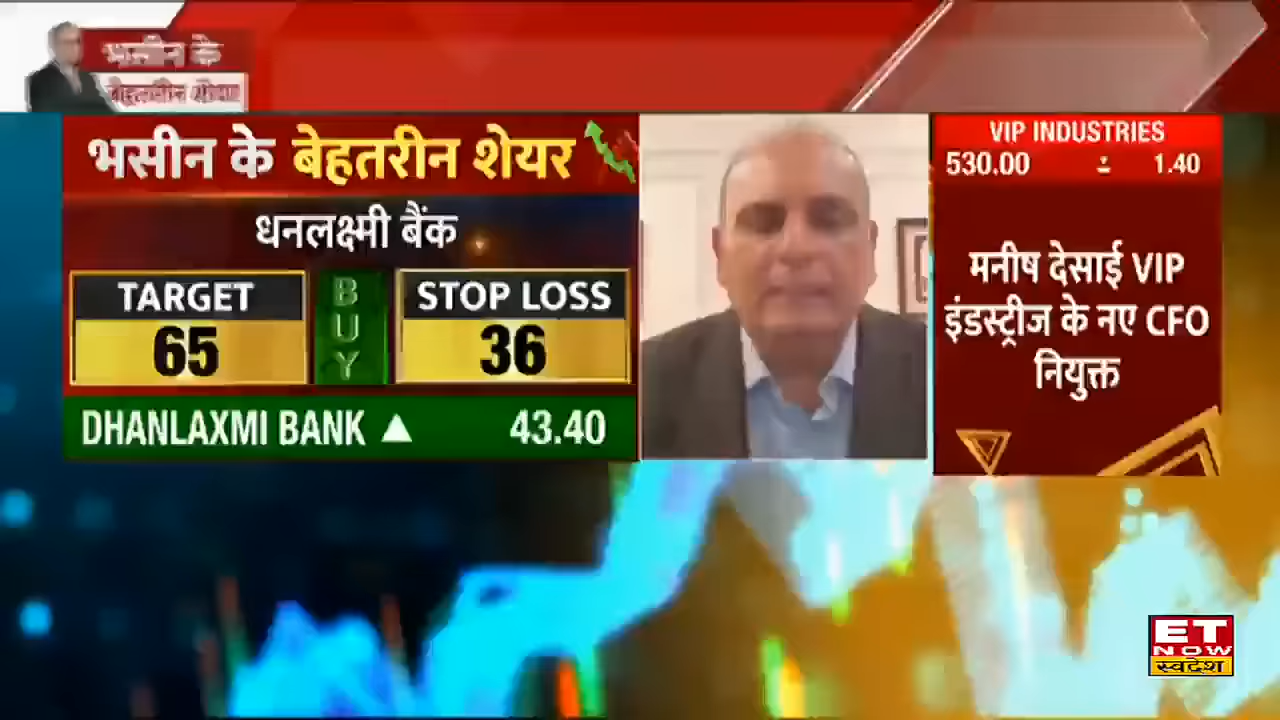 भसीन के
भसीन के बेहतरीन शेयर
धनलक्ष्मी बैंक
TARGET
65
BUY
STOP LOSS
36
DHANLAXMI BANK ▲ 43.40
VIP INDUSTRIES
530.00 1.40
मनीष देसाई VIP
इंडस्ट्रीज के नए CFO
नियुक्त
ET
NOW
स्वदेश